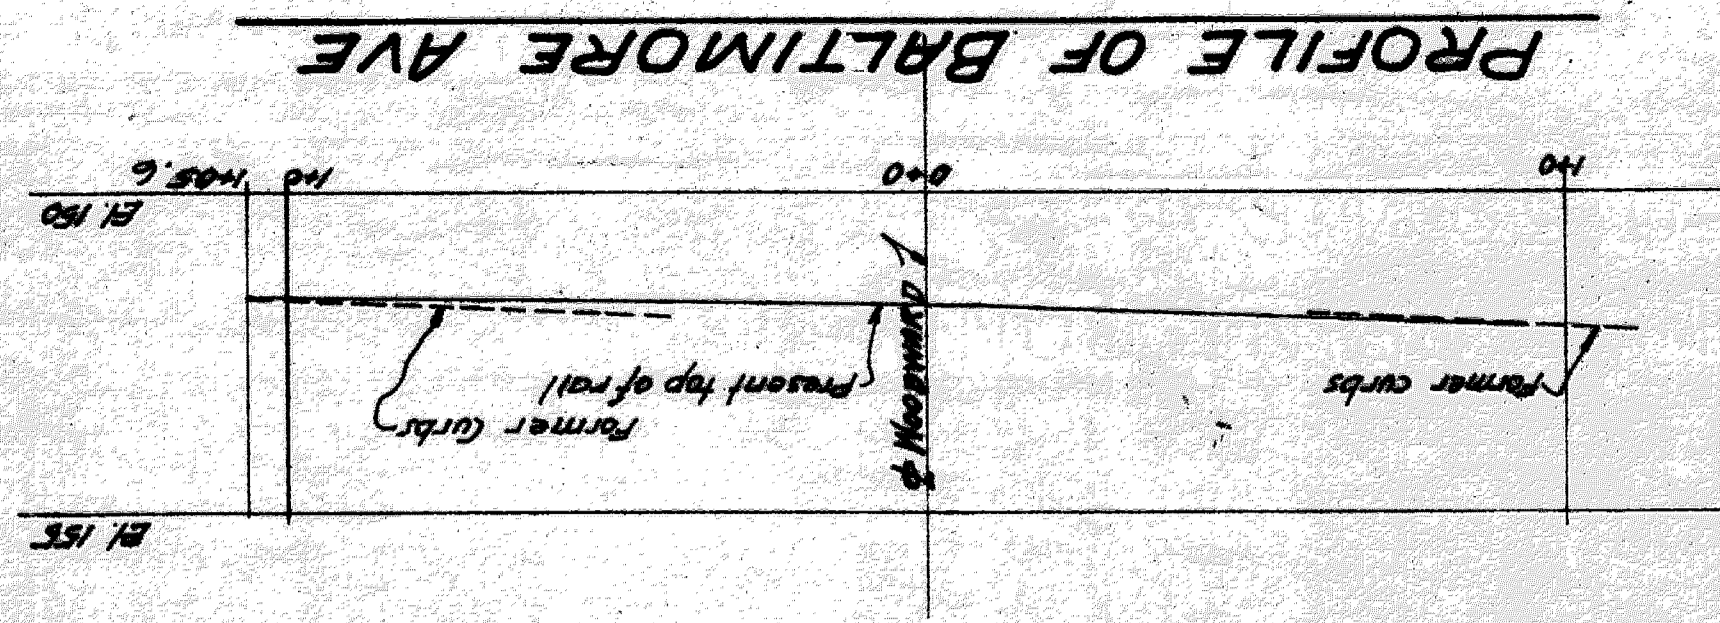 El. 155
Former Curbs
Former curbs
Present top of rail
El. 150
1+0
0+0
1+0
1+05.6
PROFILE OF BALTIMORE AVE